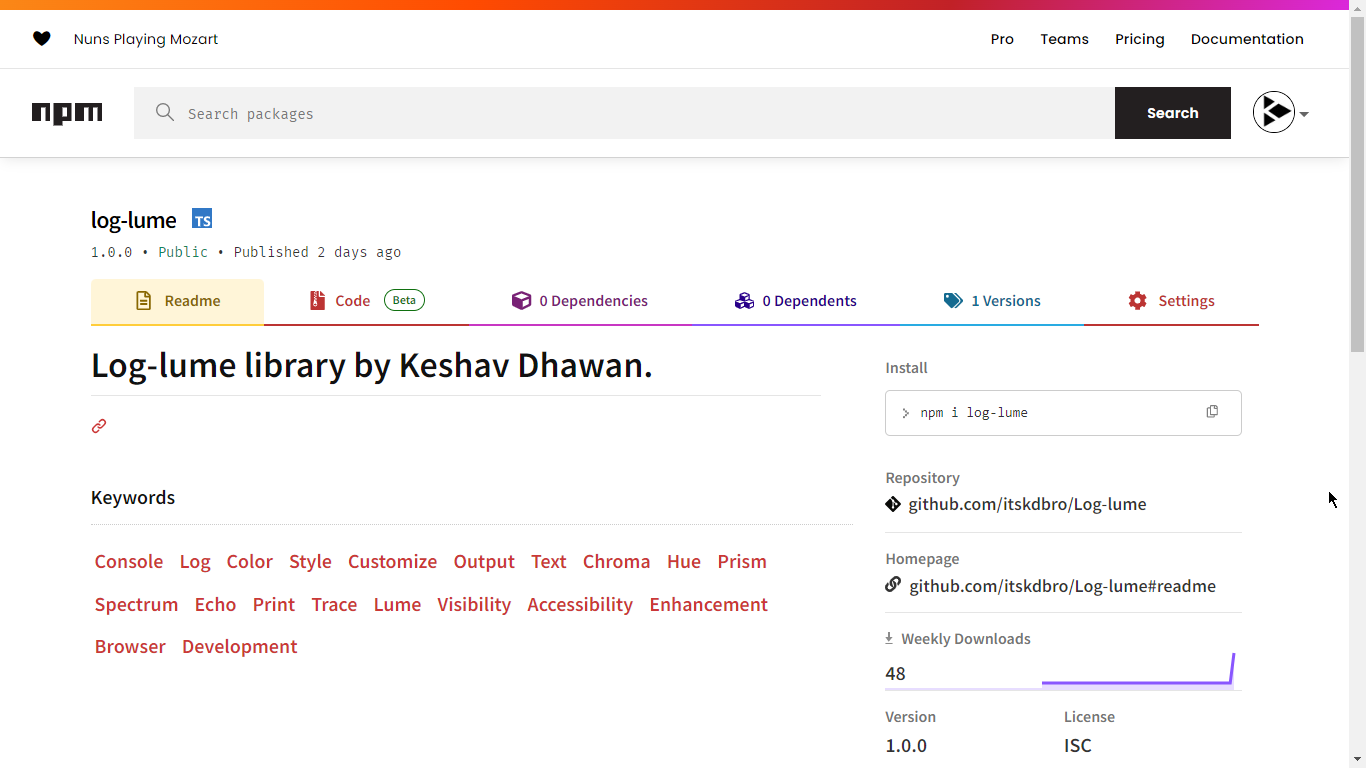 Nuns Playing Mozart
Pro Teams Pricing Documentation
npm
Search packages
Search
log-lume TS
1.0.0 • Public • Published 2 days ago
Readme Code Beta 0 Dependencies 0 Dependents 1 Versions Settings
Log-lume library by Keshav Dhawan.
Keywords
Console Log Color Style Customize Output Text Chroma Hue Prism
Spectrum Echo Print Trace Lume Visibility Accessibility Enhancement
Browser Development
Install
npm i log-lume
Repository
github.com/itskdbro/Log-lume
Homepage
github.com/itskdbro/Log-lume#readme
Weekly Downloads
48
Version License
1.0.0 ISC